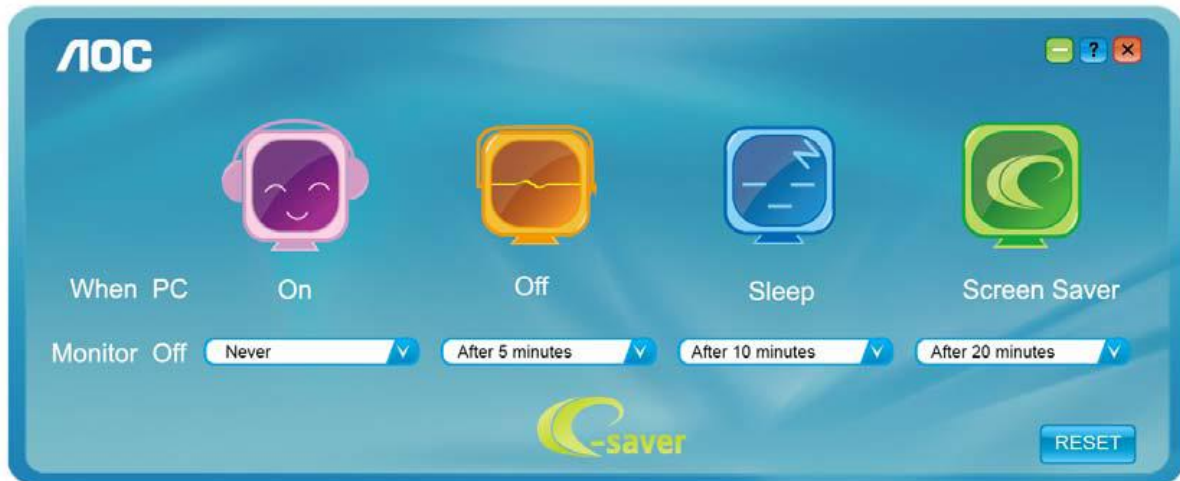 AOC
?
When PC On Off Sleep Screen Saver
Monitor Off Never After 5 minutes After 10 minutes After 20 minutes
e-saver
RESET